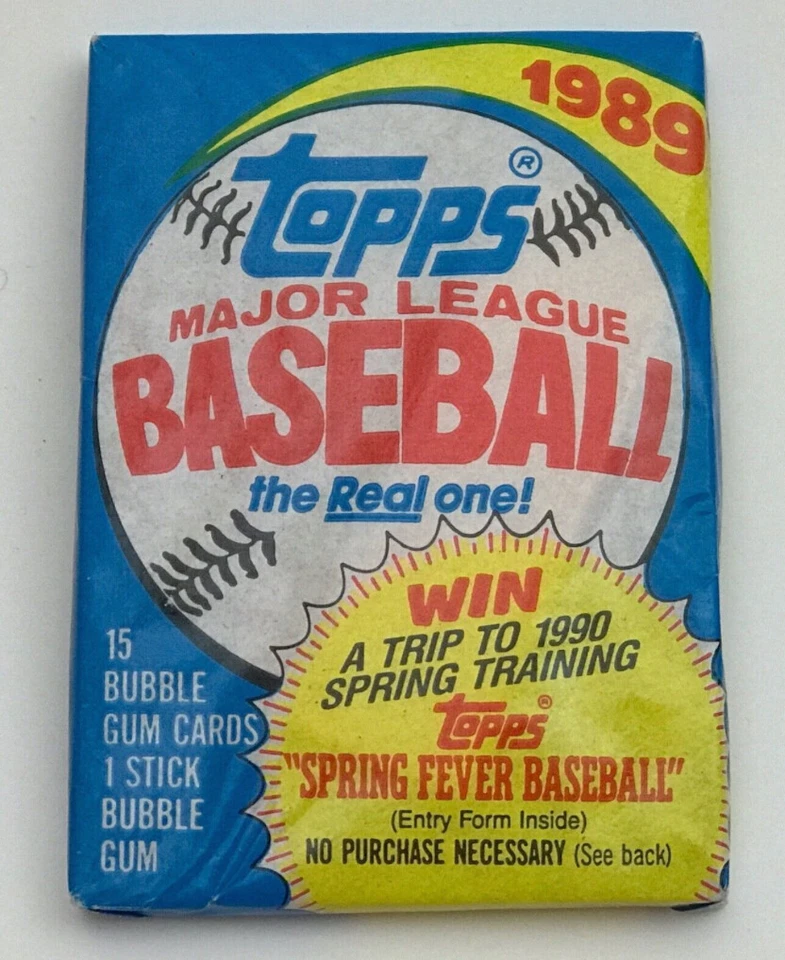 1989
Topps®
MAJOR LEAGUE
BASEBALL
the Real one!
WIN
A TRIP TO 1990
SPRING TRAINING
Topps®
"SPRING FEVER BASEBALL"
(Entry Form Inside)
NO PURCHASE NECESSARY (See back)
15
BUBBLE
GUM CARDS
1 STICK
BUBBLE
GUM